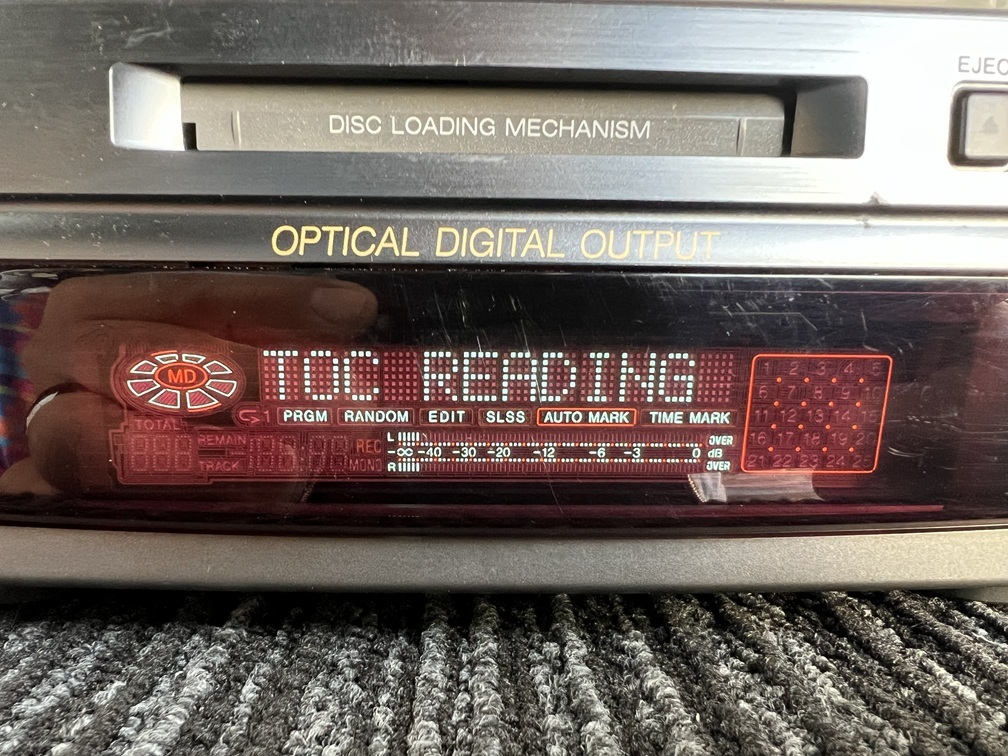 EJEC
DISC LOADING MECHANISM
OPTICAL DIGITAL OUTPUT
MD
TOC READING
1 2 3 4 5
PRGM RANDOM EDIT SLSS AUTO MARK TIME MARK
6 7 8 9 10
11 12 13 14 15
TOTAL
REMAIN
REC
L OVER
-∞ -40 -30 -20 -12 -6 -3 0 dB
TRACK
MONO
R OVER
16 17 18 19 20
21 22 23 24 25